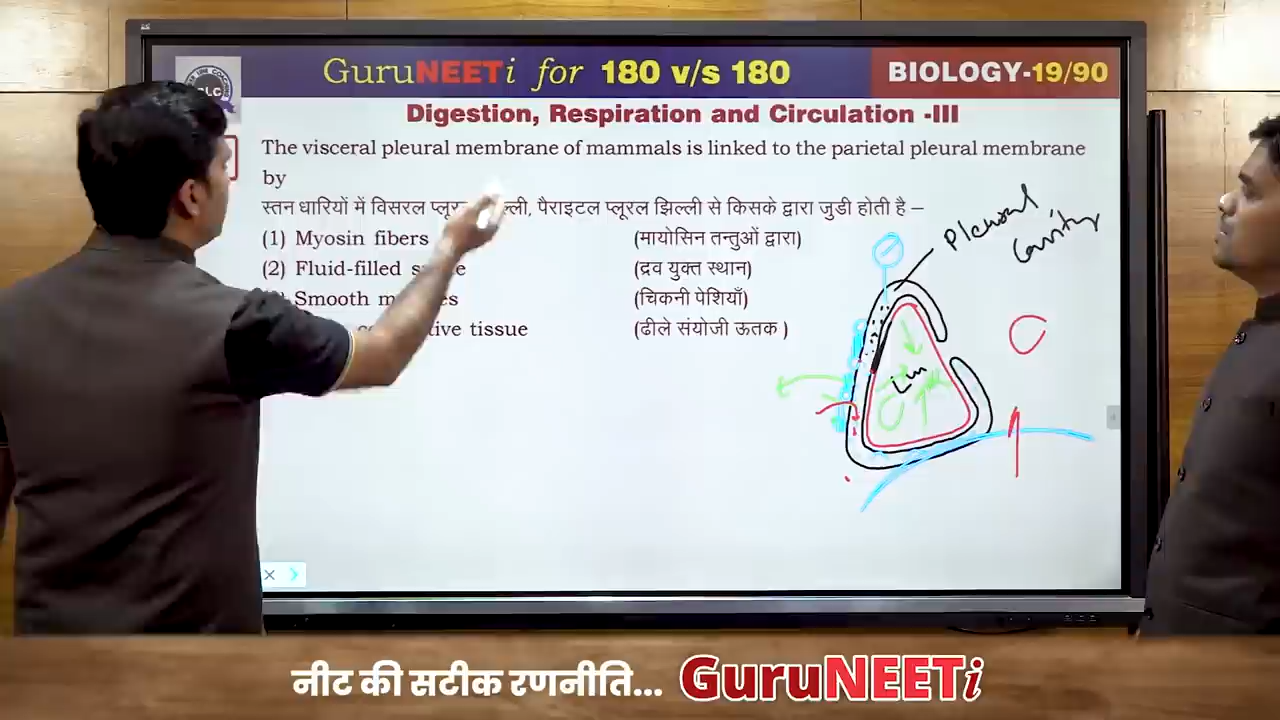 GuruNEETi for 180 v/s 180
BIOLOGY-19/90
Digestion, Respiration and Circulation -III
The visceral pleural membrane of mammals is linked to the parietal pleural membrane
by
स्तन धारियों में विसरल, पैराइटल प्लूरल झिल्ली से किसके द्वारा जुडी होती है –
(1) Myosin fibers (मायोसिन तन्तुओं द्वारा)
(2) Fluid-filled (द्रव युक्त स्थान)
Smooth (चिकनी पेशियाँ)
tissue (ढीले संयोजी ऊतक )
Pleural
Cavity
नीट की सटीक रणनीति... GuruNEETi